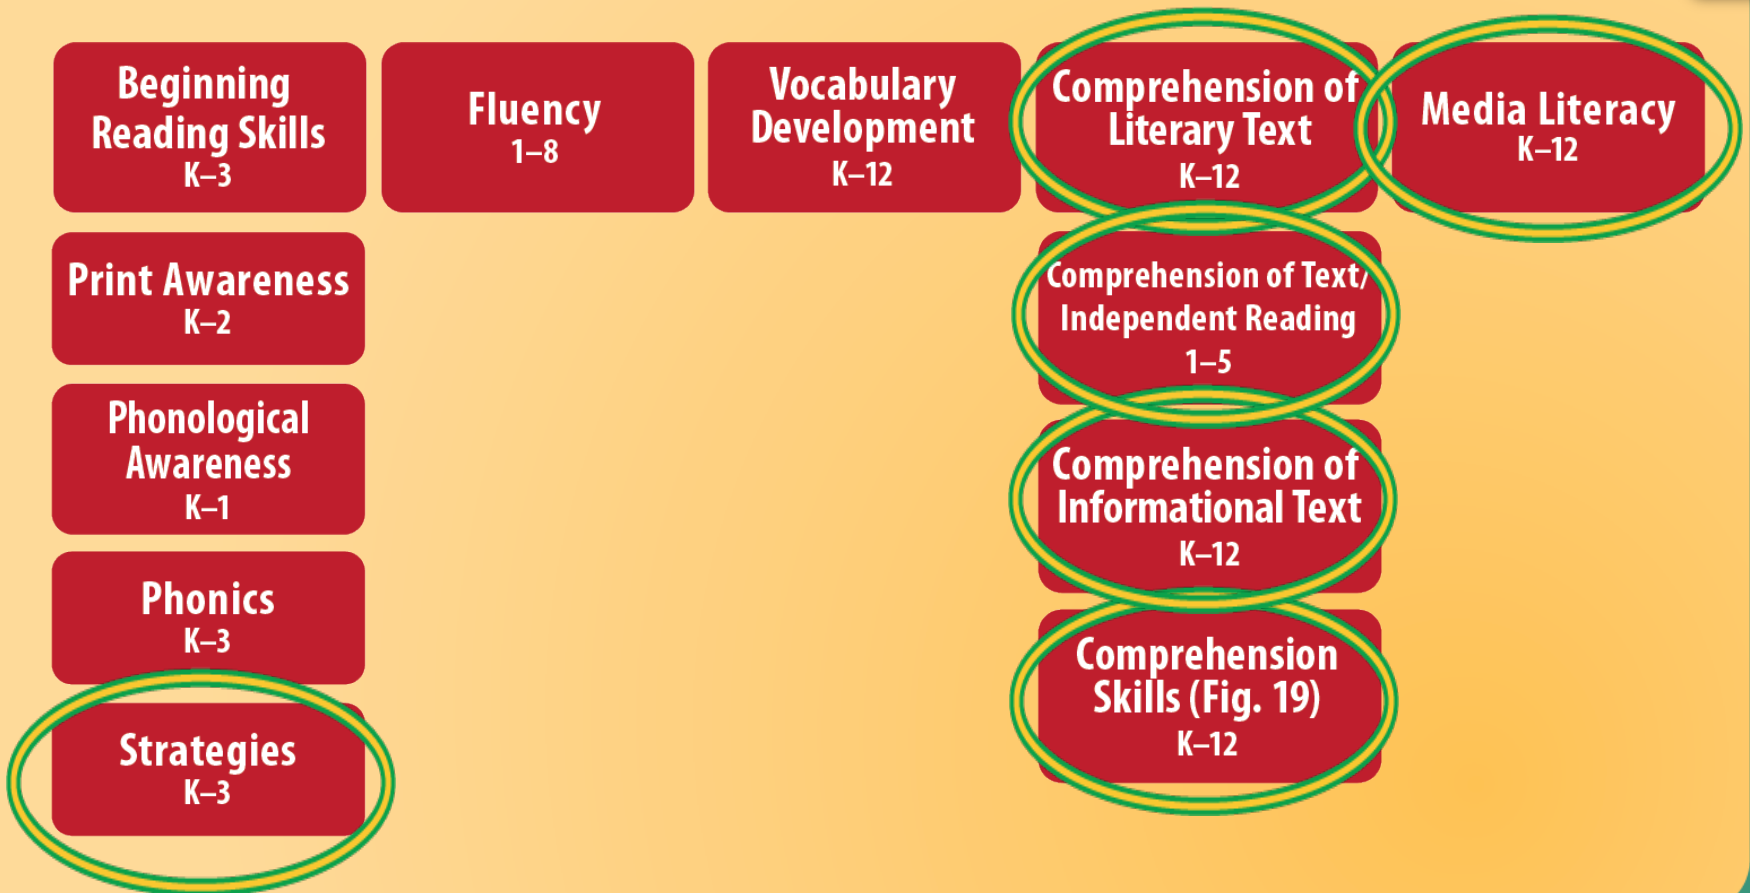 Beginning
Reading Skills
K–3
Fluency
1–8
Vocabulary
Development
K–12
Comprehension of
Literary Text
K–12
Media Literacy
K–12
Print Awareness
K–2
Comprehension of Text/
Independent Reading
1–5
Phonological
Awareness
K–1
Comprehension of
Informational Text
K–12
Phonics
K–3
Comprehension
Skills (Fig. 19)
K–12
Strategies
K–3